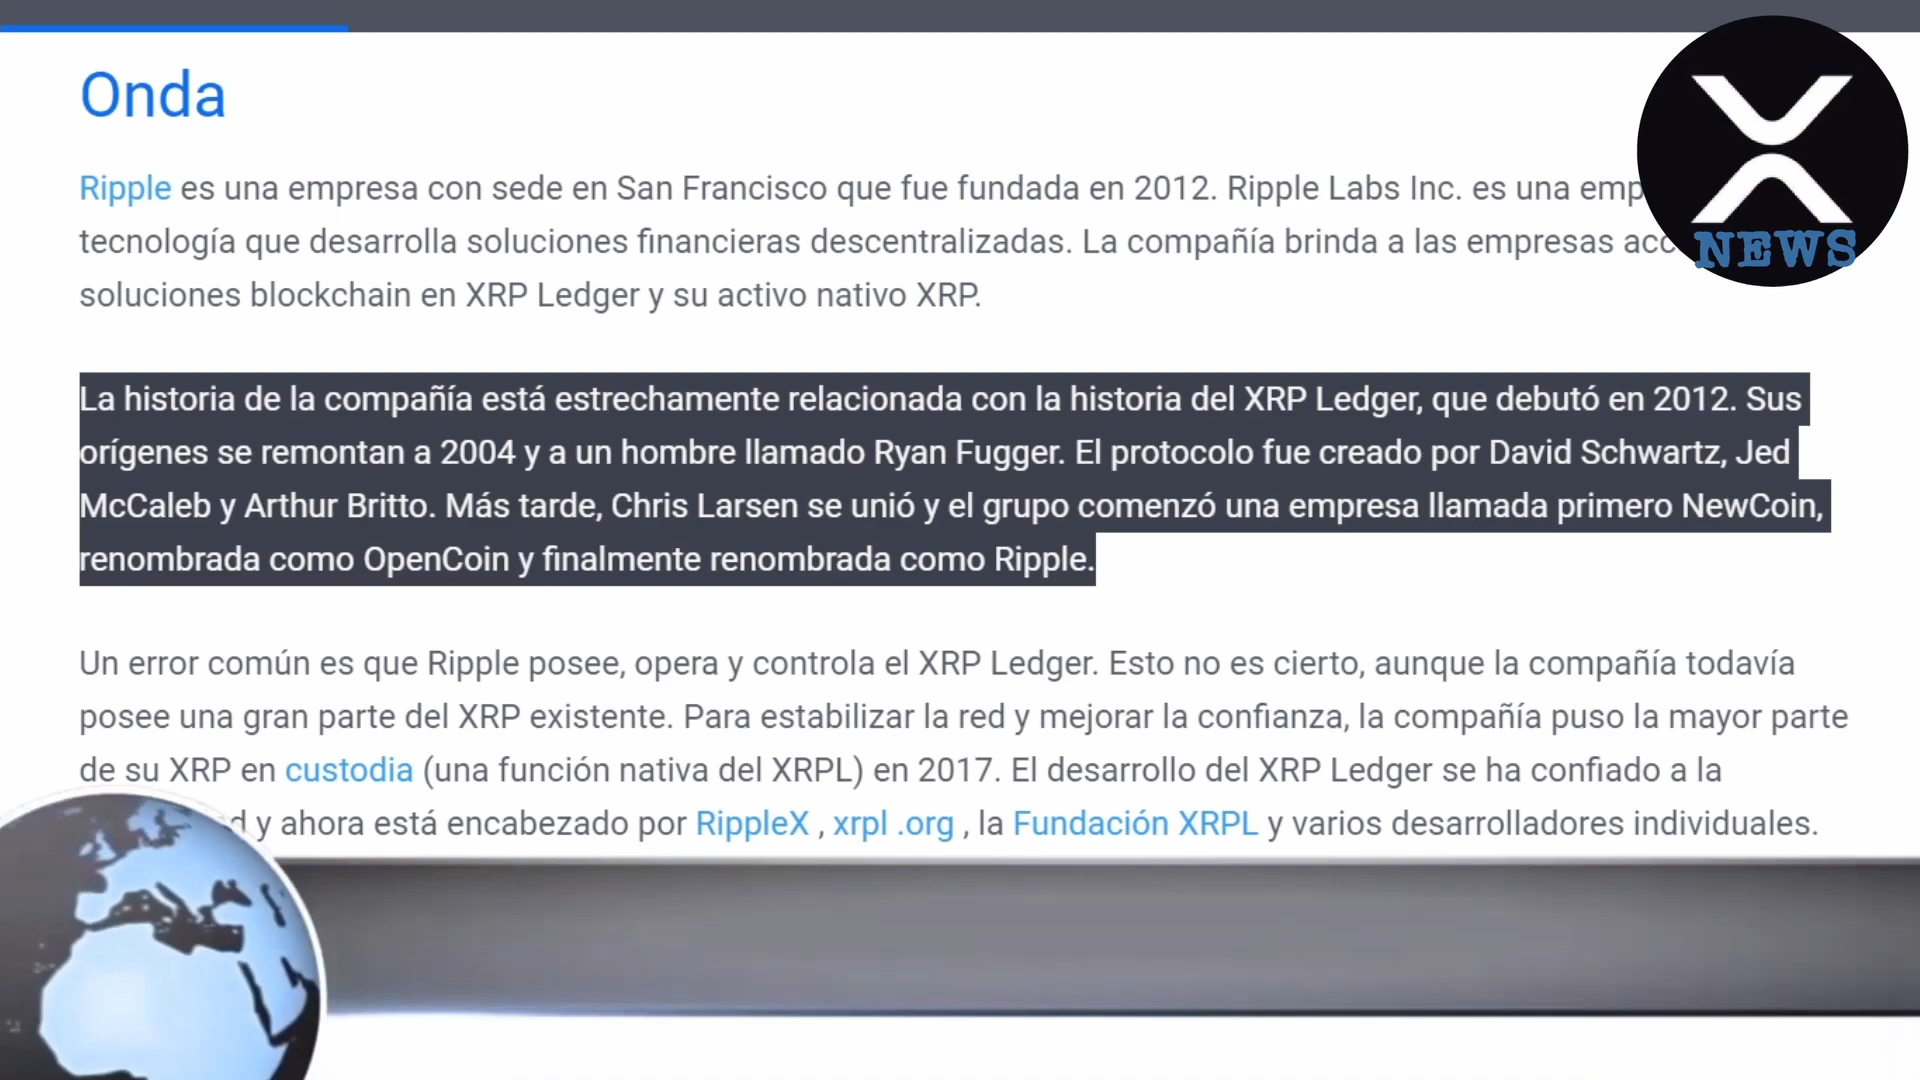 Onda
Ripple es una empresa con sede en San Francisco que fue fundada en 2012. Ripple Labs Inc. es una
tecnología que desarrolla soluciones financieras descentralizadas. La compañía brinda a las empresas
soluciones blockchain en XRP Ledger y su activo nativo XRP.
NEWS
La historia de la compañía está estrechamente relacionada con la historia del XRP Ledger, que debutó en 2012. Sus
orígenes se remontan a 2004 y a un hombre llamado Ryan Fugger. El protocolo fue creado por David Schwartz, Jed
McCaleb y Arthur Britto. Más tarde, Chris Larsen se unió y el grupo comenzó una empresa llamada primero NewCoin,
renombrada como OpenCoin y finalmente renombrada como Ripple.
Un error común es que Ripple posee, opera y controla el XRP Ledger. Esto no es cierto, aunque la compañía todavía
posee una gran parte del XRP existente. Para estabilizar la red y mejorar la confianza, la compañía puso la mayor parte
de su XRP en custodia (una función nativa del XRPL) en 2017. El desarrollo del XRP Ledger se ha confiado a la
y ahora está encabezado por RippleX , xrpl .org , la Fundación XRPL y varios desarrolladores individuales.